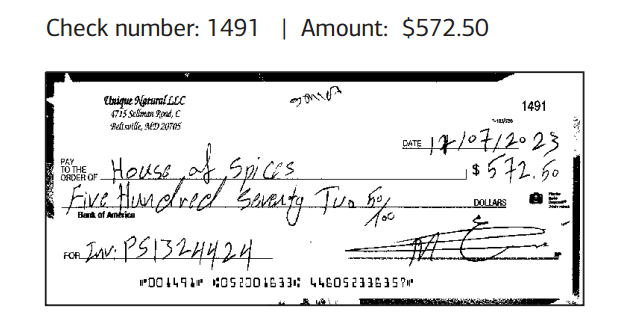 Check number: 1491 | Amount: $572.50
Unique Natural LLC
4715 Sellman Road, C
Beltsville, MD 20705
1491
DATE 12/07/2023
PAY TO THE ORDER OF House of Spices $ 572.50
Five Hundred Seventy Two 50/100 DOLLARS
Bank of America
FOR Inv: PS1324424
⑈001491⑈ ⑆052001633⑆ 446052336357⑈